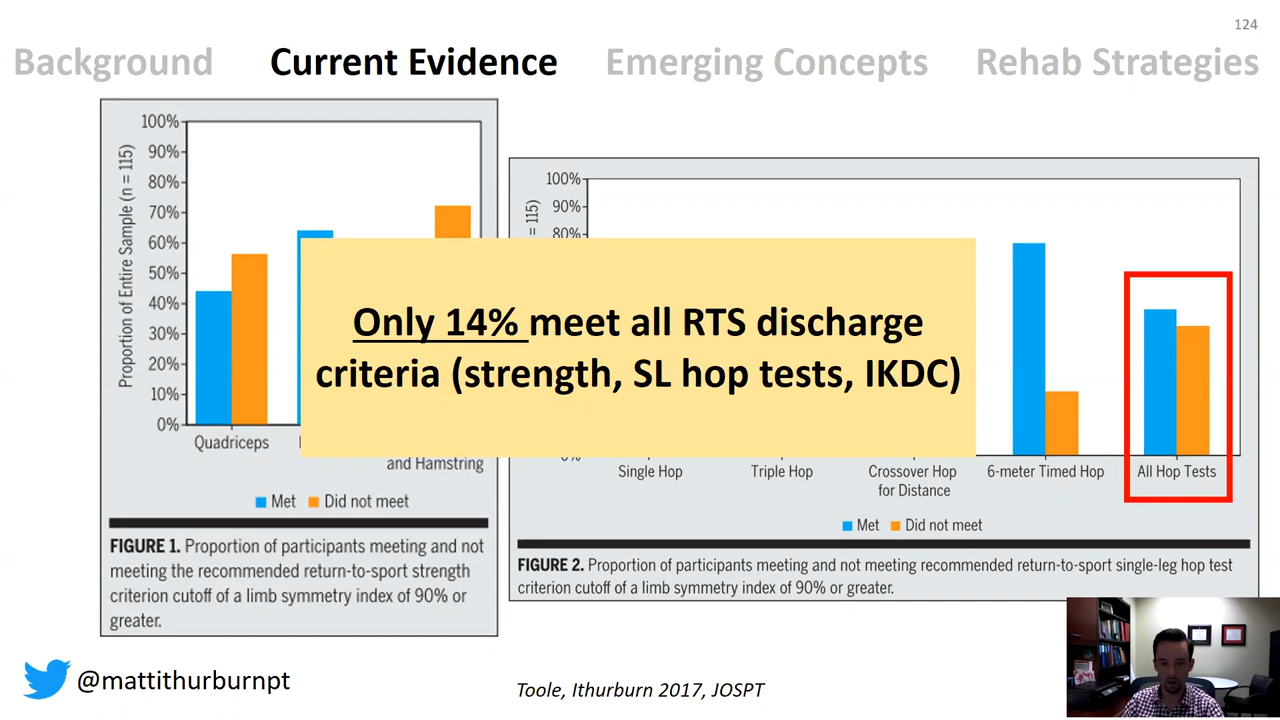 124
Background
Current Evidence
Emerging Concepts
Rehab Strategies
100%
90%
80%
70%
60%
50%
40%
30%
20%
10%
0%
Proportion of Entire Sample (n = 115)
Quadriceps
and Hamstring
Met
Did not meet
FIGURE 1. Proportion of participants meeting and not
meeting the recommended return-to-sport strength
criterion cutoff of a limb symmetry index of 90% or
greater.
100%
90%
80%
= 115)
Only 14% meet all RTS discharge
criteria (strength, SL hop tests, IKDC)
Single Hop
Triple Hop
Crossover Hop
for Distance
6-meter Timed Hop
All Hop Tests
Met
Did not meet
FIGURE 2. Proportion of participants meeting and not meeting recommended return-to-sport single-leg hop test
criterion cutoff of a limb symmetry index of 90% or greater.
@mattithurburnpt
Toole, Ithurburn 2017, JOSPT